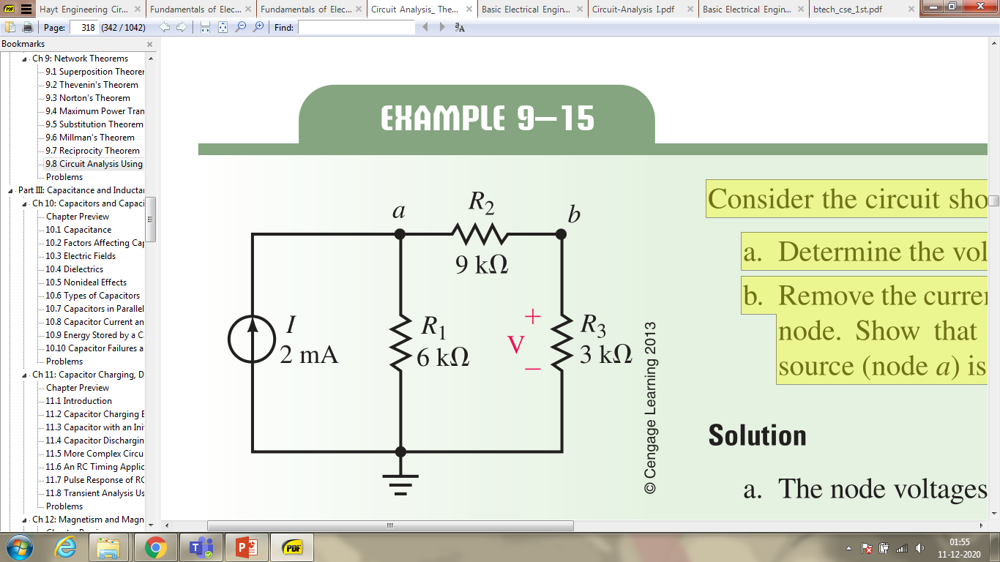 Hayt Engineering Cir...
Fundamentals of Elec...
Fundamentals of Elec...
Circuit Analysis_ The...
Basic Electrical Engin...
Circuit-Analysis I.pdf
Basic Electrical Engin...
btech_cse_1st.pdf
Page: 318 (342 / 1042)
Find:
Bookmarks
Ch 9: Network Theorems
9.1 Superposition Theorer
9.2 Thevenin's Theorem
9.3 Norton's Theorem
9.4 Maximum Power Tran
9.5 Substitution Theorem
9.6 Millman's Theorem
9.7 Reciprocity Theorem
9.8 Circuit Analysis Using
Problems
Part III: Capacitance and Inducta
Ch 10: Capacitors and Capaci
Chapter Preview
10.1 Capacitance
10.2 Factors Affecting Cap
10.3 Electric Fields
10.4 Dielectrics
10.5 Nonideal Effects
10.6 Types of Capacitors
10.7 Capacitors in Parallel
10.8 Capacitor Current an
10.9 Energy Stored by a C
10.10 Capacitor Failures a
Problems
Ch 11: Capacitor Charging, D
Chapter Preview
11.1 Introduction
11.2 Capacitor Charging E
11.3 Capacitor with an Ini
11.4 Capacitor Dischargin
11.5 More Complex Circu
11.6 An RC Timing Applic
11.7 Pulse Response of RC
11.8 Transient Analysis Us
Problems
Ch 12: Magnetism and Magn
EXAMPLE 9–15
a
R2
b
9 kΩ
I
2 mA
R1
6 kΩ
+
V
−
R3
3 kΩ
© Cengage Learning 2013
Consider the circuit sho
a. Determine the vol
b. Remove the currer
node. Show that
source (node a) is
Solution
a. The node voltages
PDF
01:55
11-12-2020